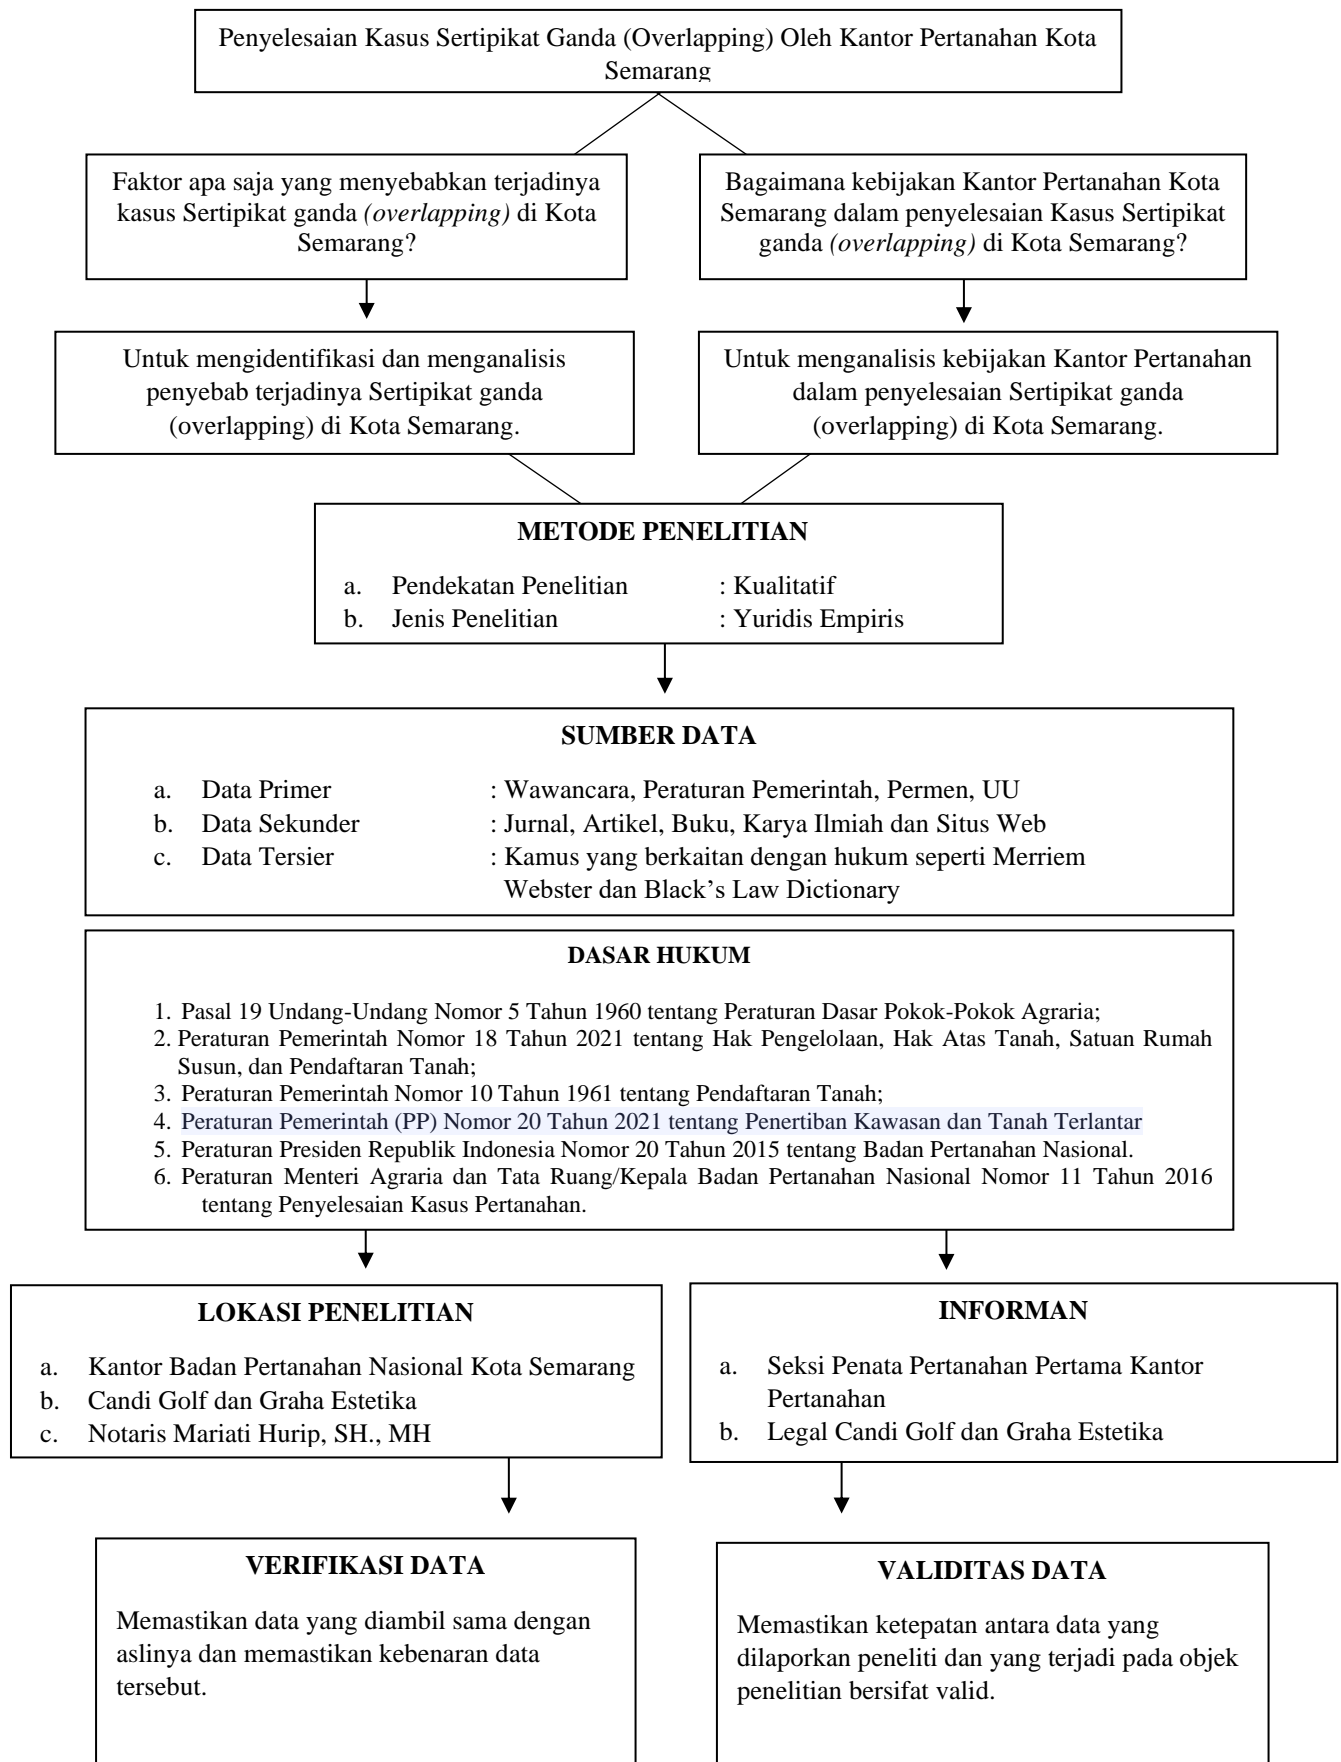 Penyelesaian Kasus Sertipikat Ganda (Overlapping) Oleh Kantor Pertanahan Kota
Semarang
Faktor apa saja yang menyebabkan terjadinya
kasus Sertipikat ganda (overlapping) di Kota
Semarang?
Bagaimana kebijakan Kantor Pertanahan Kota
Semarang dalam penyelesaian Kasus Sertipikat
ganda (overlapping) di Kota Semarang?
Untuk mengidentifikasi dan menganalisis
penyebab terjadinya Sertipikat ganda
(overlapping) di Kota Semarang.
Untuk menganalisis kebijakan Kantor Pertanahan
dalam penyelesaian Sertipikat ganda
(overlapping) di Kota Semarang.
METODE PENELITIAN
a. Pendekatan Penelitian : Kualitatif
b. Jenis Penelitian : Yuridis Empiris
SUMBER DATA
a. Data Primer : Wawancara, Peraturan Pemerintah, Permen, UU
b. Data Sekunder : Jurnal, Artikel, Buku, Karya Ilmiah dan Situs Web
c. Data Tersier : Kamus yang berkaitan dengan hukum seperti Merriem
Webster dan Black’s Law Dictionary
DASAR HUKUM
1. Pasal 19 Undang-Undang Nomor 5 Tahun 1960 tentang Peraturan Dasar Pokok-Pokok Agraria;
2. Peraturan Pemerintah Nomor 18 Tahun 2021 tentang Hak Pengelolaan, Hak Atas Tanah, Satuan Rumah
Susun, dan Pendaftaran Tanah;
3. Peraturan Pemerintah Nomor 10 Tahun 1961 tentang Pendaftaran Tanah;
4. Peraturan Pemerintah (PP) Nomor 20 Tahun 2021 tentang Penertiban Kawasan dan Tanah Terlantar
5. Peraturan Presiden Republik Indonesia Nomor 20 Tahun 2015 tentang Badan Pertanahan Nasional.
6. Peraturan Menteri Agraria dan Tata Ruang/Kepala Badan Pertanahan Nasional Nomor 11 Tahun 2016
tentang Penyelesaian Kasus Pertanahan.
LOKASI PENELITIAN
a. Kantor Badan Pertanahan Nasional Kota Semarang
b. Candi Golf dan Graha Estetika
c. Notaris Mariati Hurip, SH., MH
INFORMAN
a. Seksi Penata Pertanahan Pertama Kantor
Pertanahan
b. Legal Candi Golf dan Graha Estetika
VERIFIKASI DATA
Memastikan data yang diambil sama dengan
aslinya dan memastikan kebenaran data
tersebut.
VALIDITAS DATA
Memastikan ketepatan antara data yang
dilaporkan peneliti dan yang terjadi pada objek
penelitian bersifat valid.